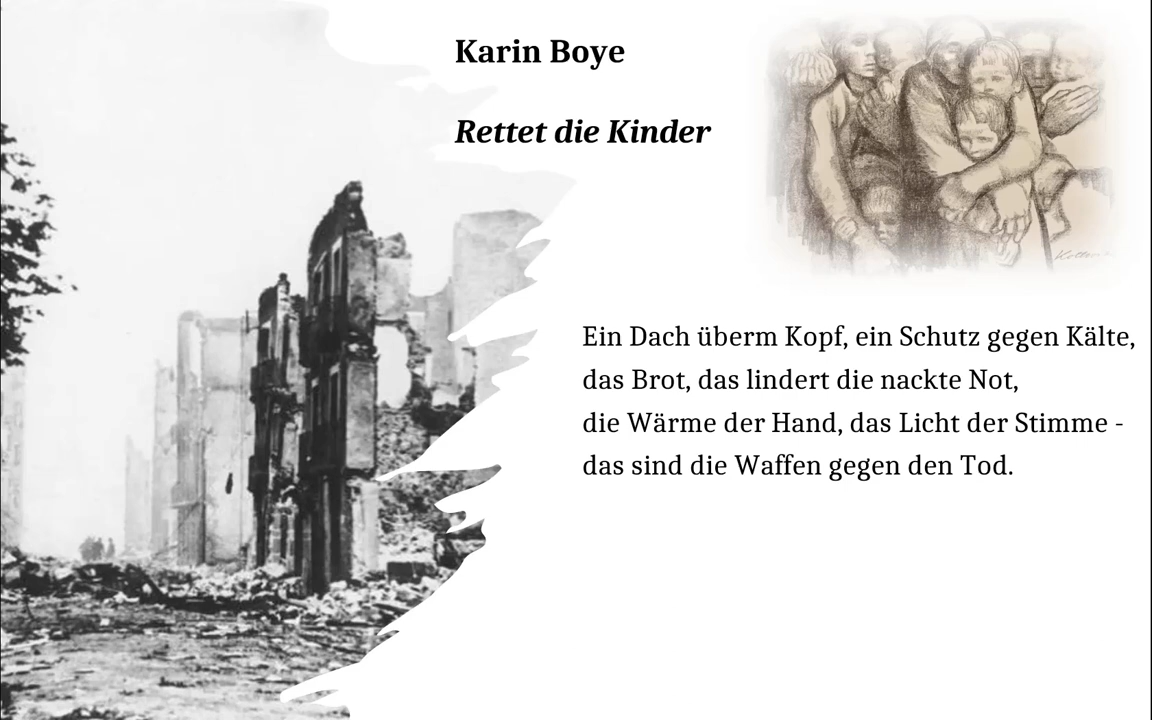 Karin Boye
Rettet die Kinder
Ein Dach überm Kopf, ein Schutz gegen Kälte,
das Brot, das lindert die nackte Not,
die Wärme der Hand, das Licht der Stimme -
das sind die Waffen gegen den Tod.